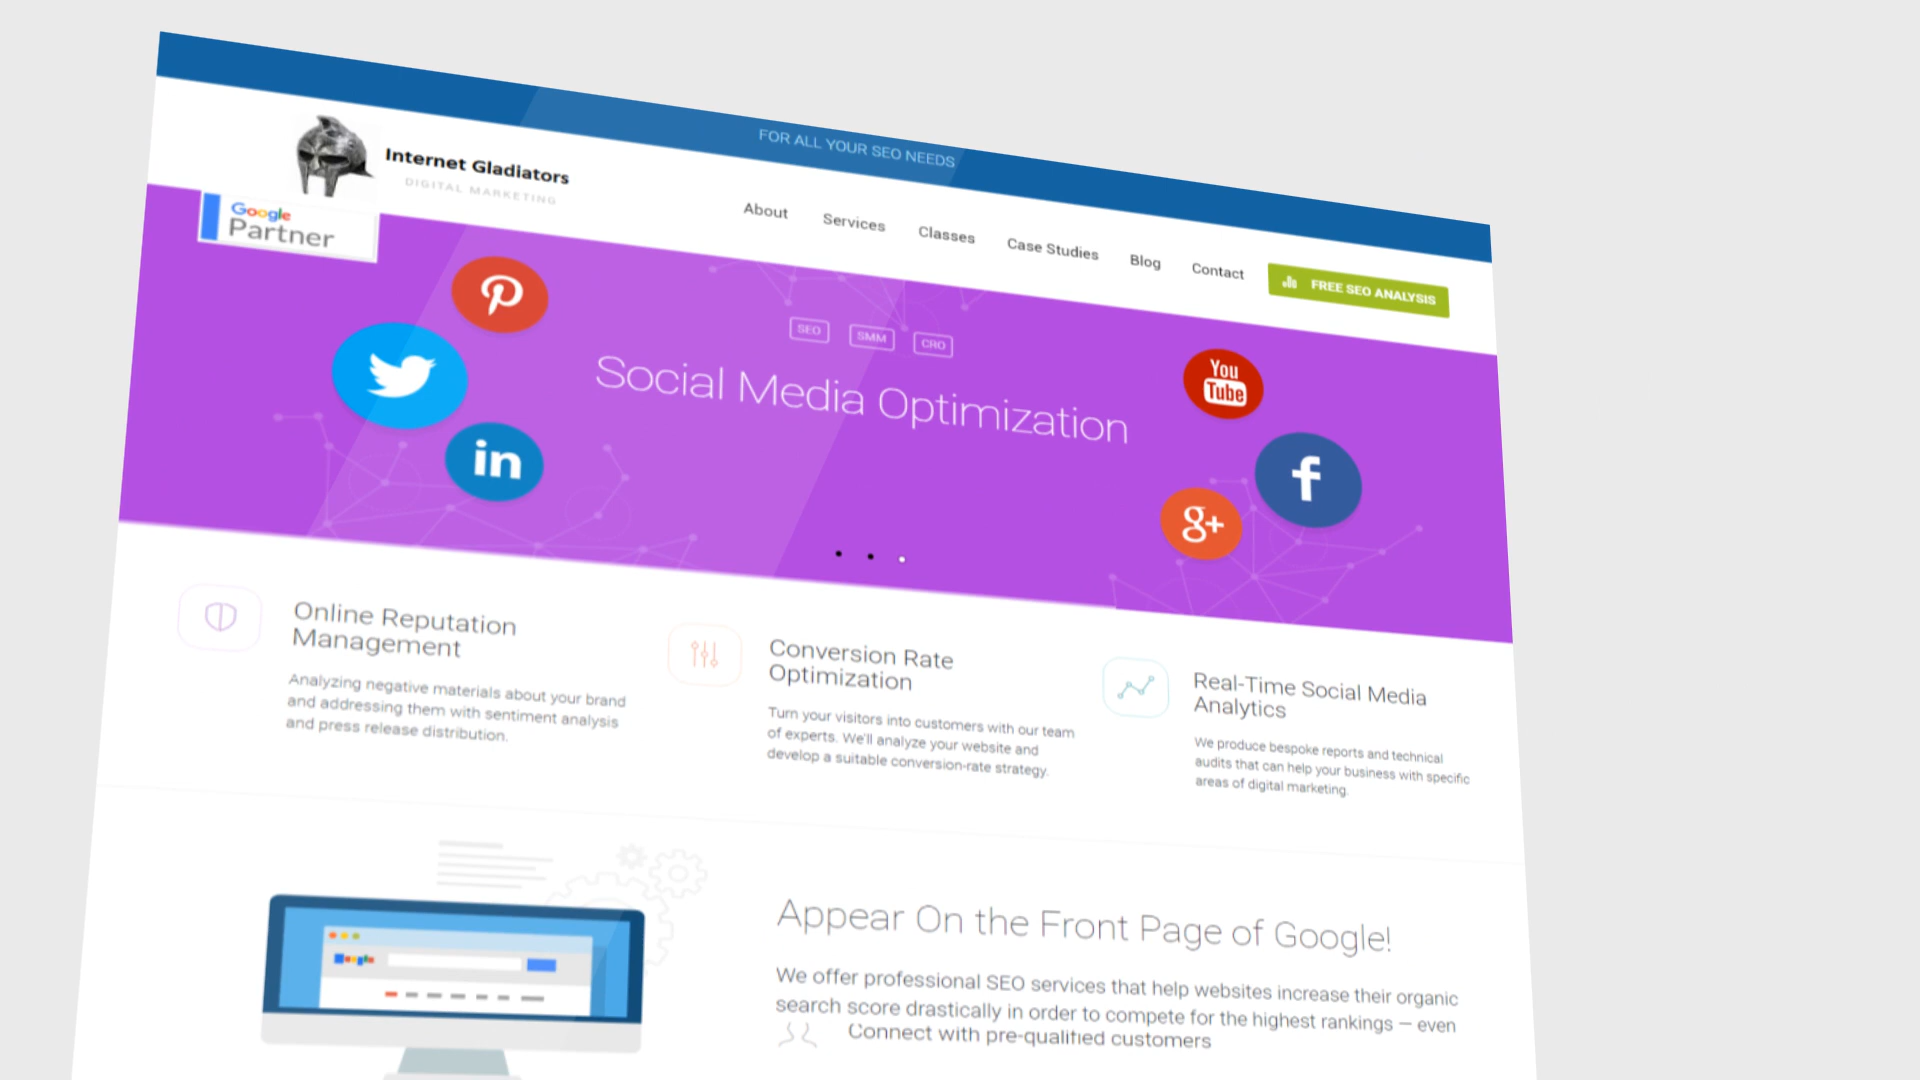 FOR ALL YOUR SEO NEEDS
Internet Gladiators
DIGITAL MARKETING
Google
Partner
About Services Classes Case Studies Blog Contact FREE SEO ANALYSIS
SEO SMM CRO
Social Media Optimization
You
Tube
in
f
g+
Online Reputation
Management
Analyzing negative materials about your brand
and addressing them with sentiment analysis
and press release distribution.
Conversion Rate
Optimization
Turn your visitors into customers with our team
of experts. We'll analyze your website and
develop a suitable conversion-rate strategy.
Real-Time Social Media
Analytics
We produce bespoke reports and technical
audits that can help your business with specific
areas of digital marketing.
Appear On the Front Page of Google!
We offer professional SEO services that help websites increase their organic
search score drastically in order to compete for the highest rankings — even
Connect with pre-qualified customers